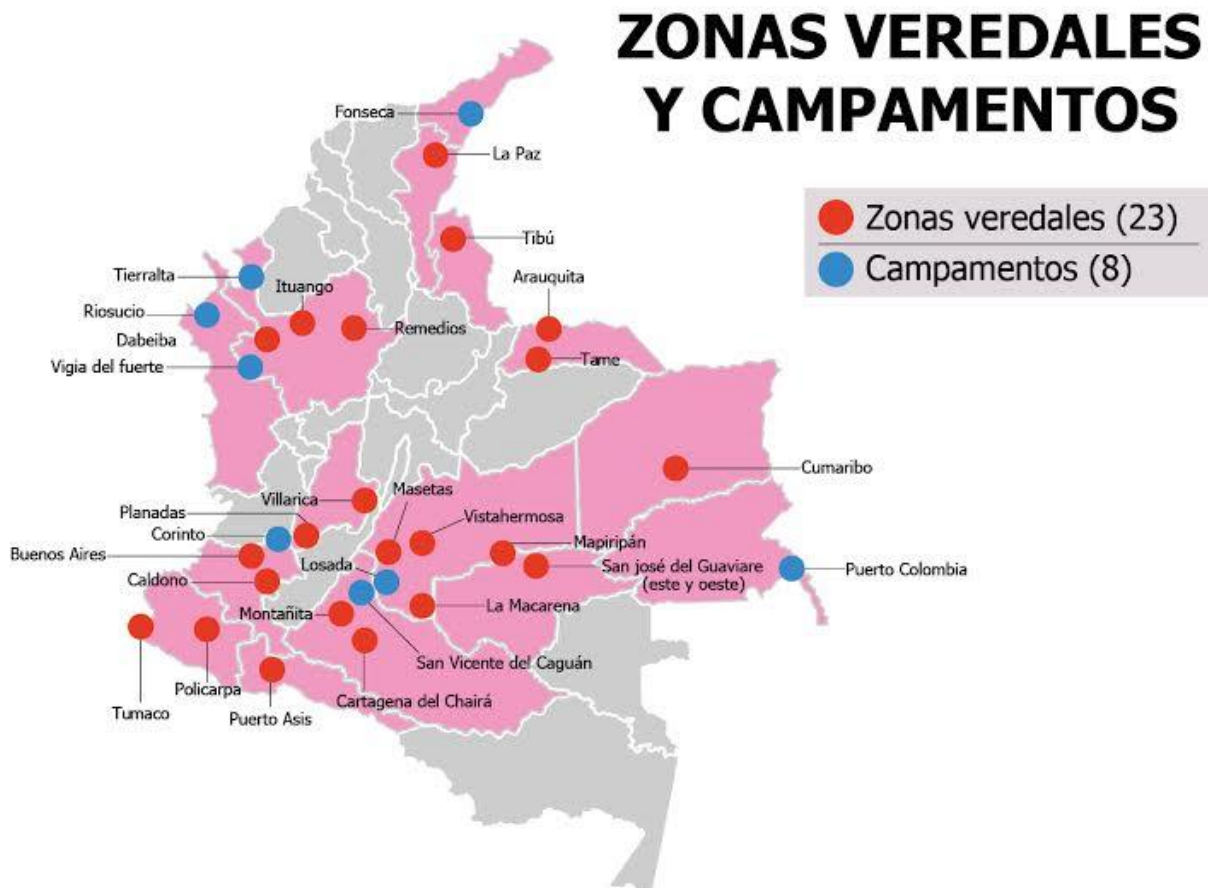 ZONAS VEREDALES
Y CAMPAMENTOS
Zonas veredales (23)
Campamentos (8)
Fonseca
La Paz
Tibú
Arauquita
Tierralta
Ituango
Riosucio
Remedios
Dabeiba
Tame
Vigia del fuerte
Cumaribo
Masetas
Villarica
Planadas
Vistahermosa
Corinto
Mapiripán
Buenos Aires
Losada
San josé del Guaviare
(este y oeste)
Puerto Colombia
Caldono
La Macarena
Montañita
San Vicente del Caguán
Policarpa
Cartagena del Chairá
Tumaco
Puerto Asis